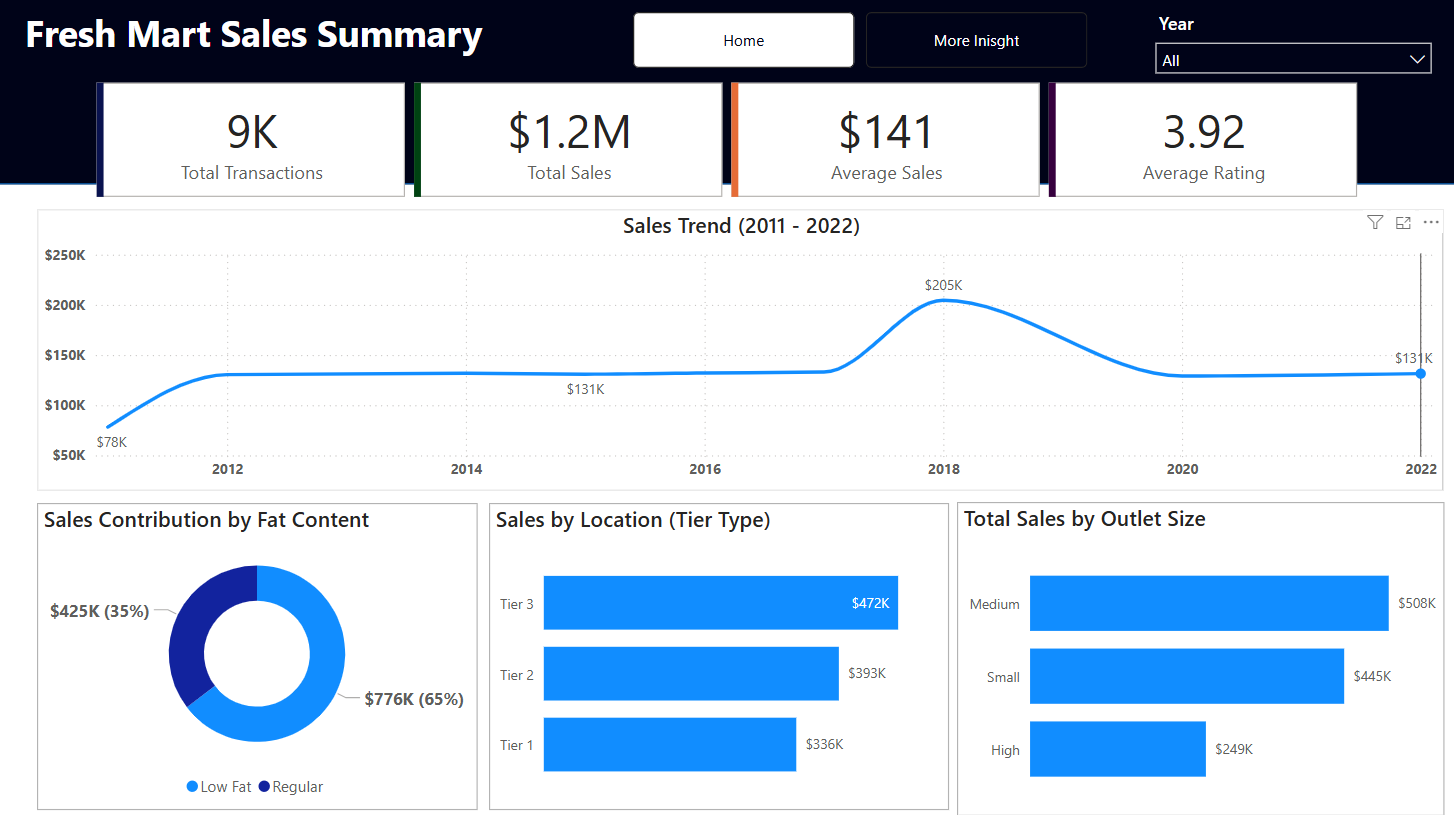 Fresh Mart Sales Summary
Home
More Inisght
Year
All
9K
Total Transactions
$1.2M
Total Sales
$141
Average Sales
3.92
Average Rating
Sales Trend (2011 - 2022)
$250K
$200K
$150K
$100K
$50K
$78K
$131K
$205K
$131K
2012
2014
2016
2018
2020
2022
Sales Contribution by Fat Content
$425K (35%)
$776K (65%)
Low Fat
Regular
Sales by Location (Tier Type)
Tier 3
$472K
Tier 2
$393K
Tier 1
$336K
Total Sales by Outlet Size
Medium
$508K
Small
$445K
High
$249K